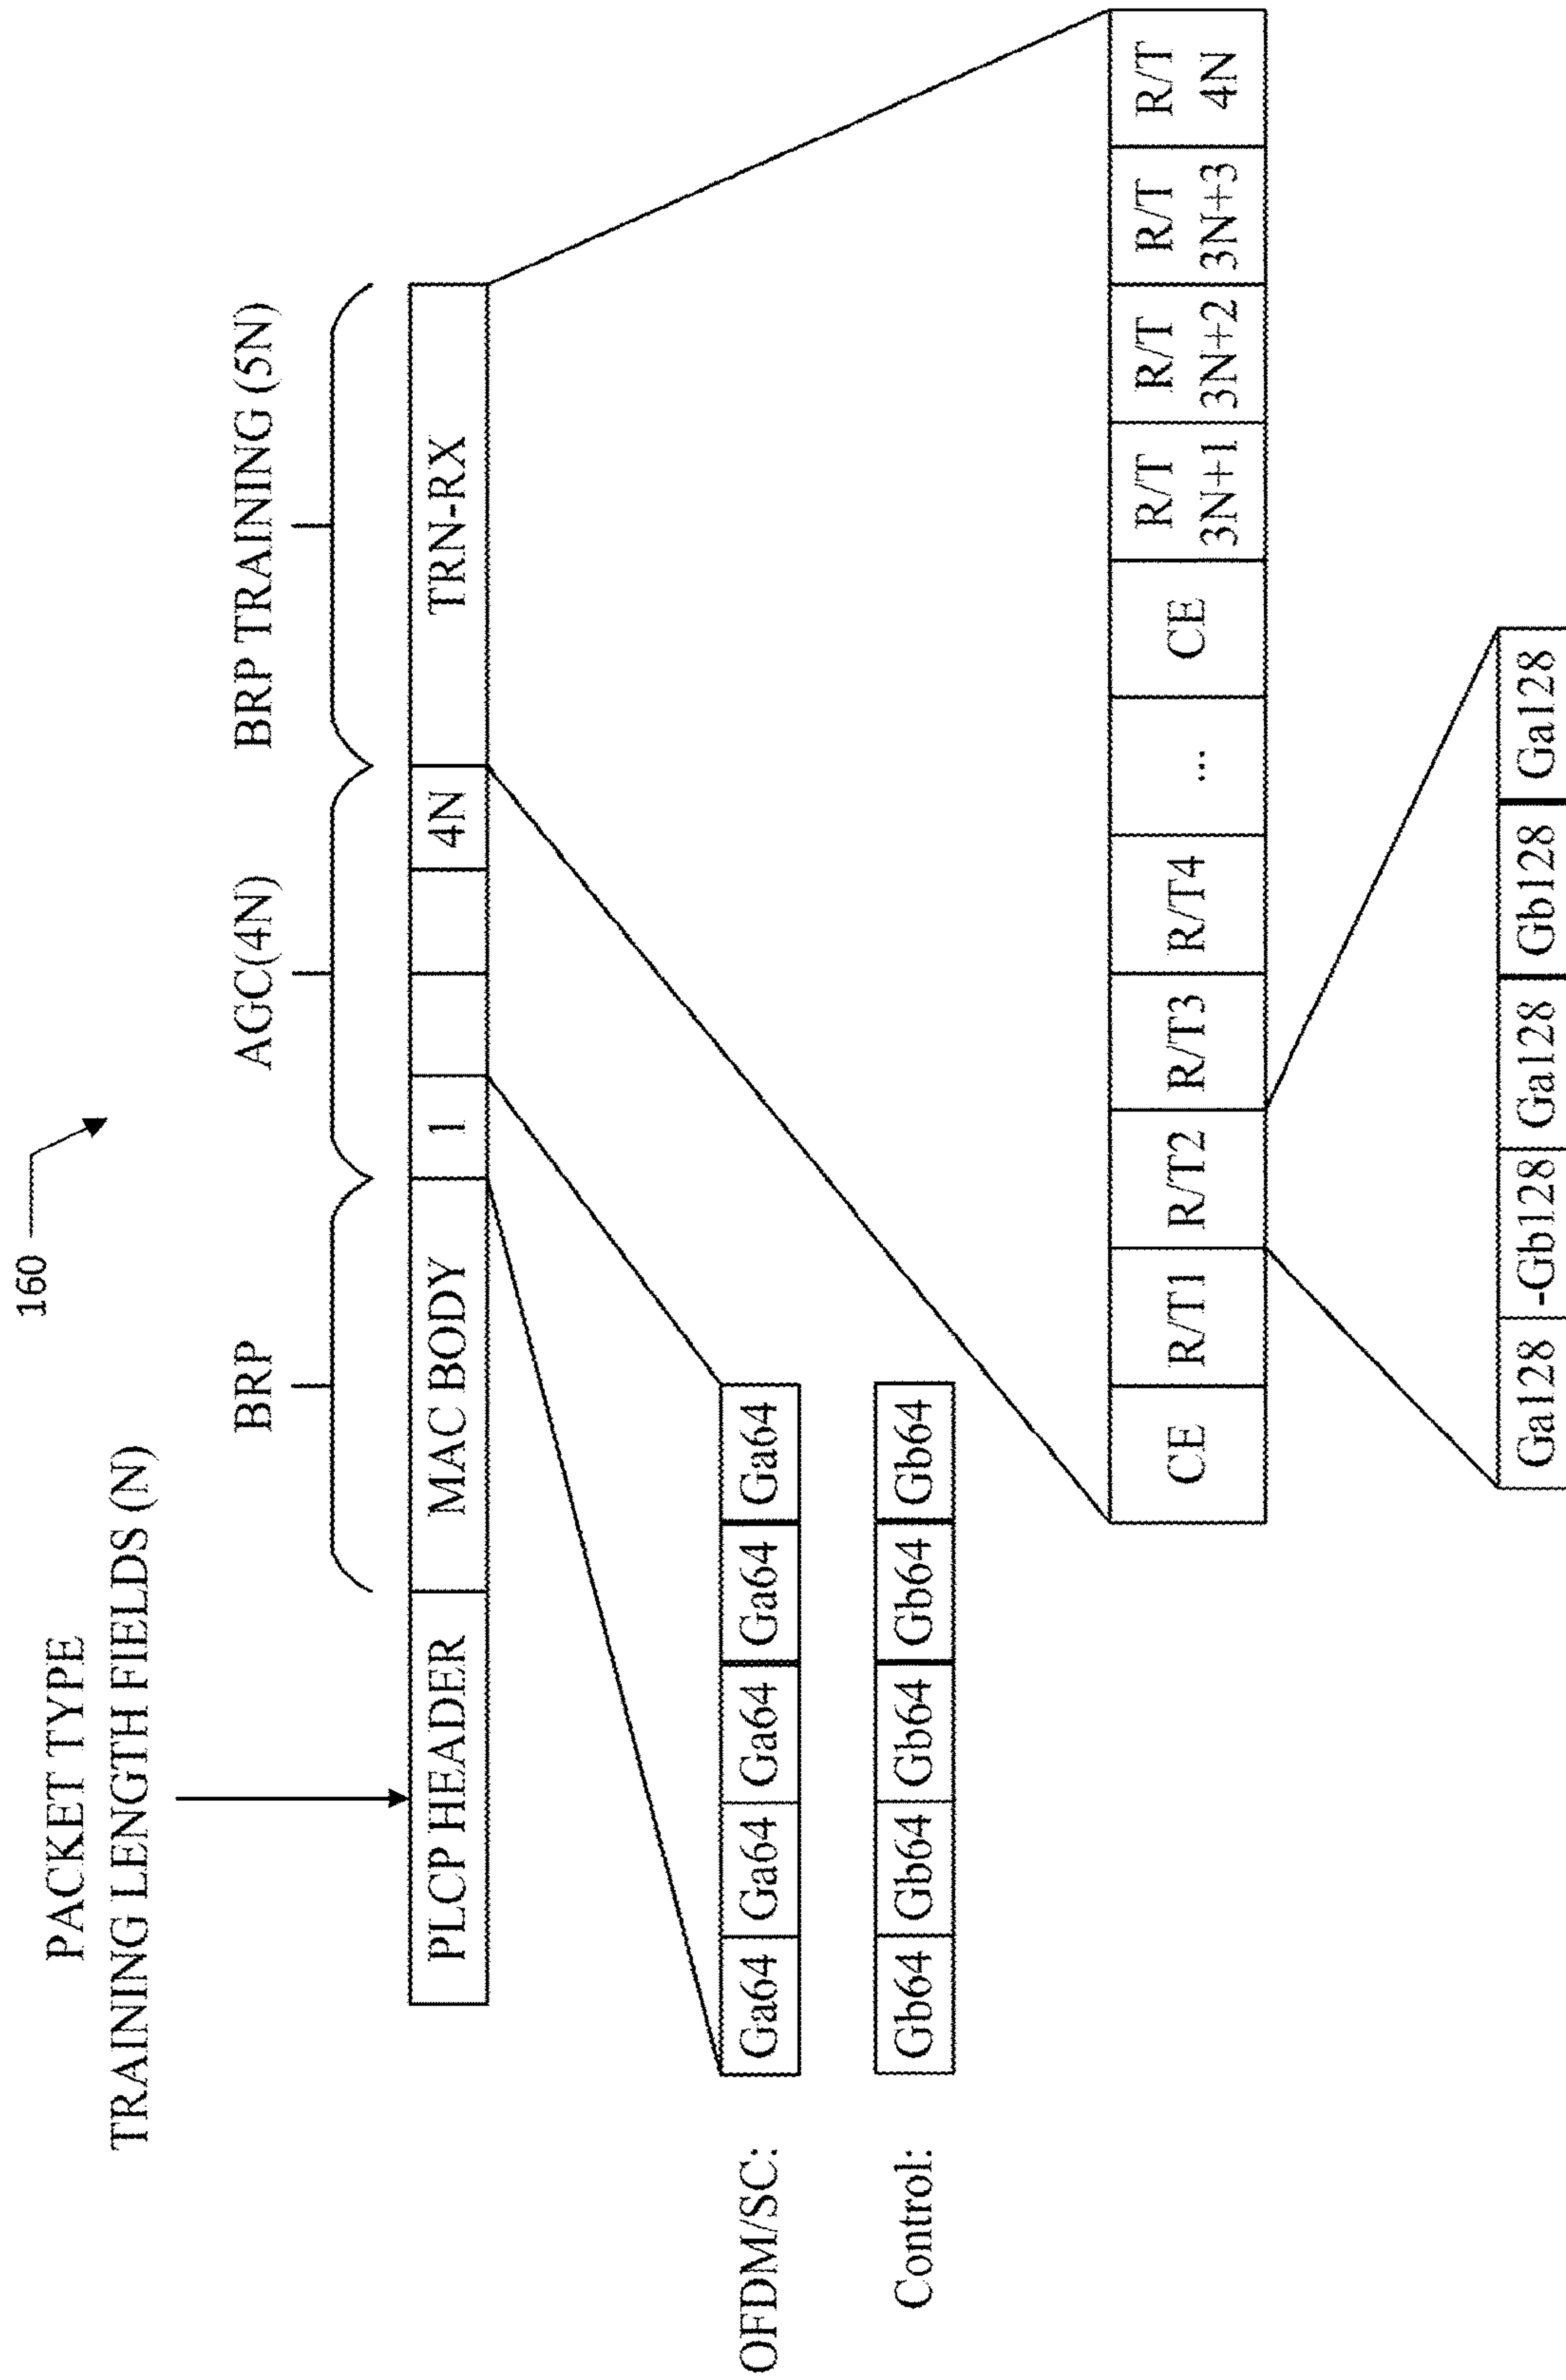 160
PACKET TYPE
TRAINING LENGTH FIELDS (N)
BRP
AGC(4N)
BRP TRAINING (5N)
PLCP HEADER
MAC BODY
1
4N
TRN-RX
OFDM/SC:
Ga64
Ga64
Ga64
Ga64
Ga64
Control:
Gb64
Gb64
Gb64
Gb64
Gb64
CE
R/T1
R/T2
R/T3
R/T4
...
CE
R/T
3N+1
R/T
3N+2
R/T
3N+3
R/T
4N
Ga128
-Gb128
Ga128
Gb128
Ga128